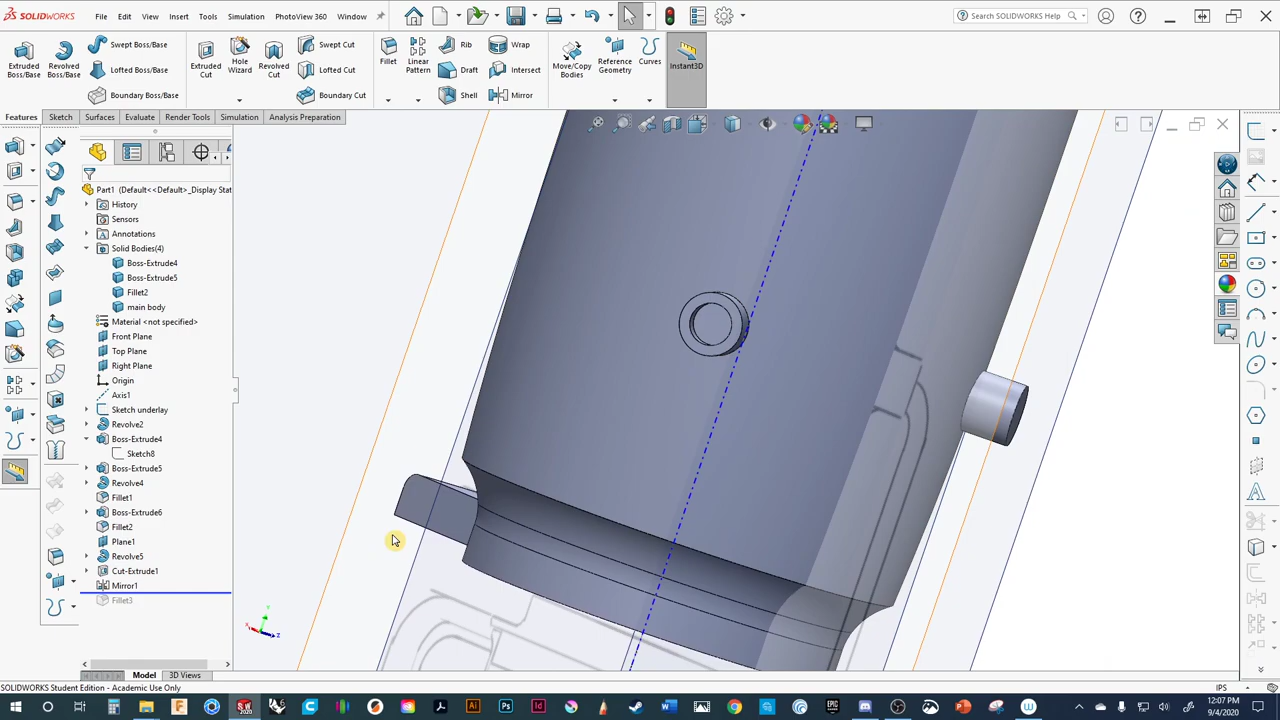 SOLIDWORKS File Edit View Insert Tools Simulation PhotoView 360 Window Search SOLIDWORKS Help
Extruded Boss/Base
Revolved Boss/Base
Swept Boss/Base
Lofted Boss/Base
Boundary Boss/Base
Extruded Cut
Hole Wizard
Revolved Cut
Swept Cut
Lofted Cut
Boundary Cut
Fillet
Linear Pattern
Rib
Draft
Shell
Wrap
Intersect
Mirror
Move/Copy Bodies
Reference Geometry
Curves
Instant3D
Features Sketch Surfaces Evaluate Render Tools Simulation Analysis Preparation
Part1 (Default<<Default>_Display Stat
History
Sensors
Annotations
Solid Bodies(4)
Boss-Extrude4
Boss-Extrude5
Fillet2
main body
Material <not specified>
Front Plane
Top Plane
Right Plane
Origin
Axis1
Sketch underlay
Revolve2
Boss-Extrude4
Sketch8
Boss-Extrude5
Revolve4
Fillet1
Boss-Extrude6
Fillet2
Plane1
Revolve5
Cut-Extrude1
Mirror1
Fillet3
Model 3D Views
SOLIDWORKS Student Edition - Academic Use Only IPS
12:07 PM
9/4/2020